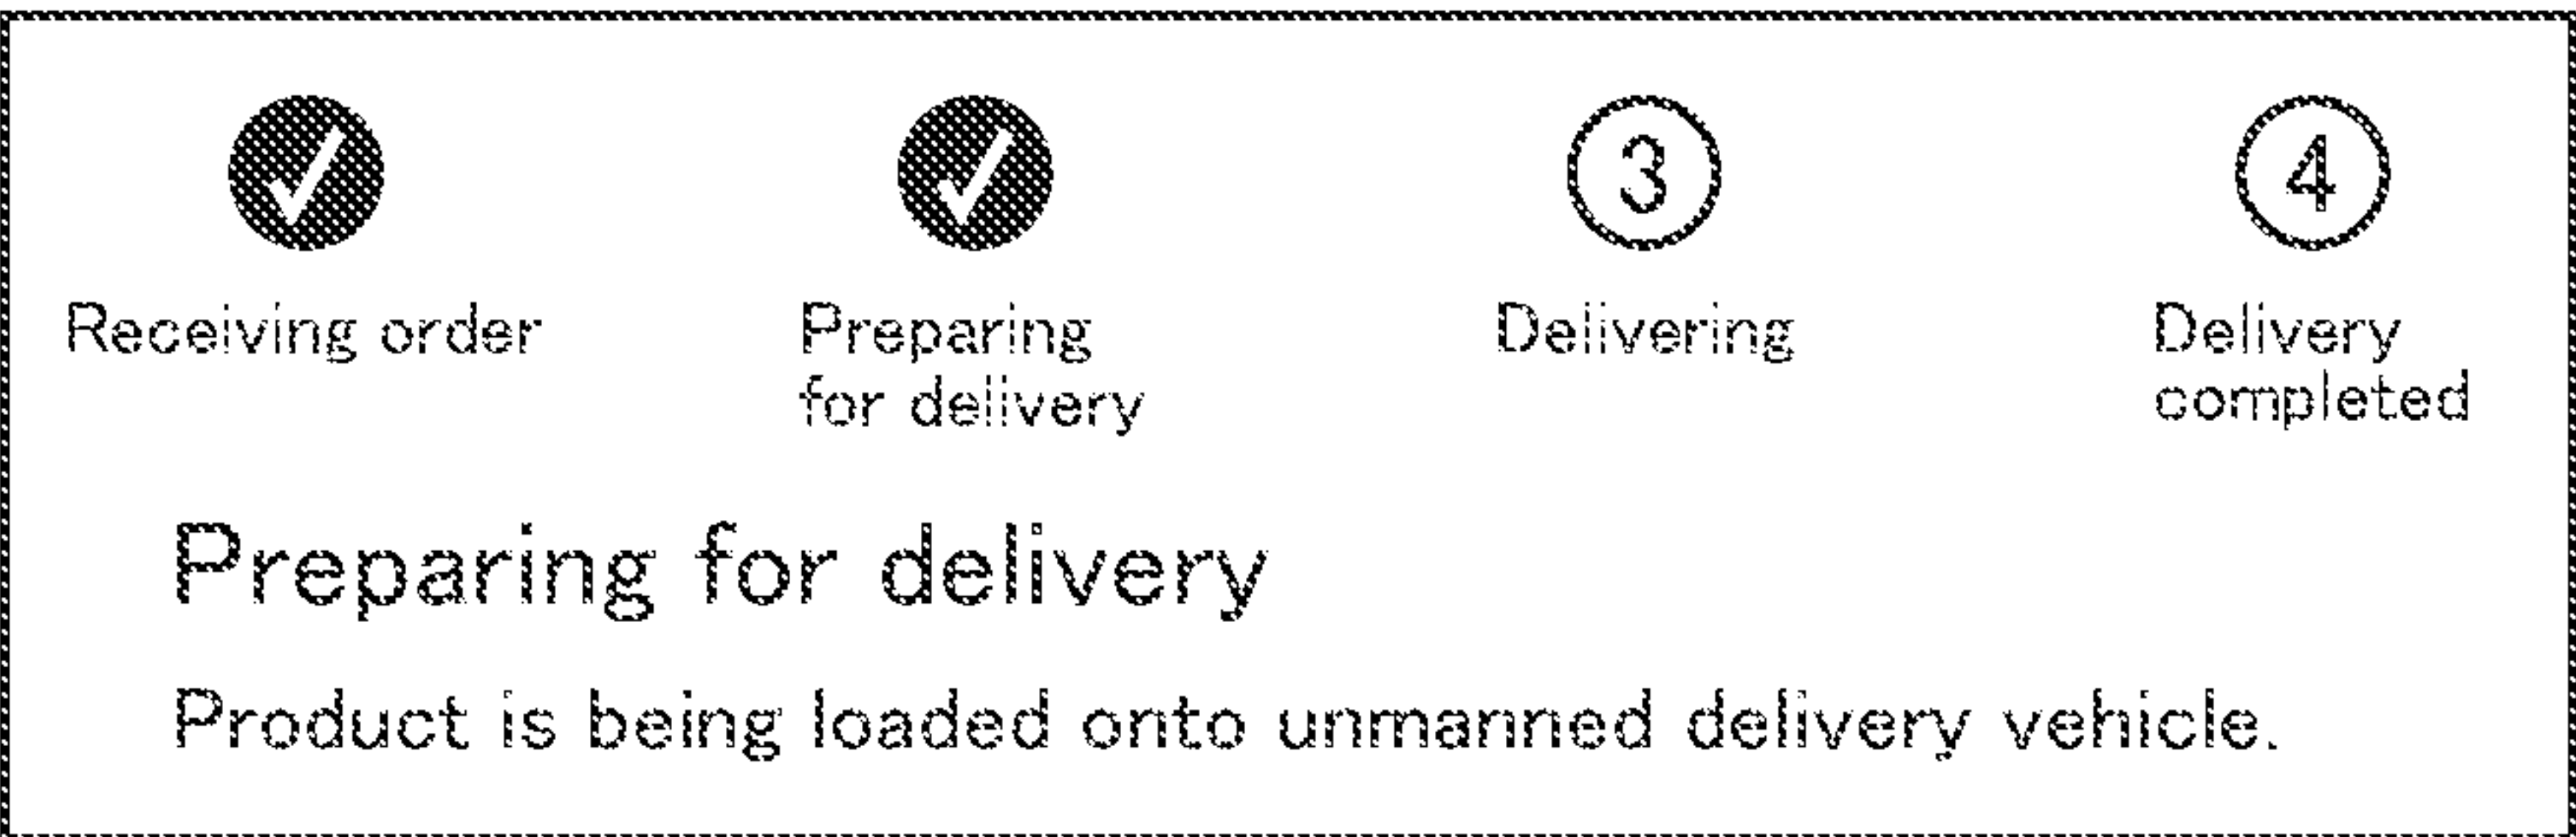 ✓ ✓ 3 4
Receiving order
Preparing
for delivery
Delivering
Delivery
completed
Preparing for delivery
Product is being loaded onto unmanned delivery vehicle.